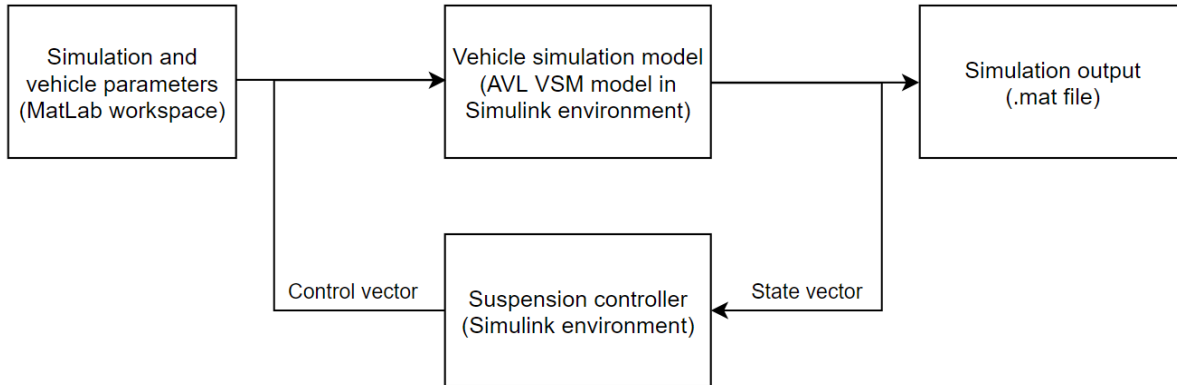 Simulation and
vehicle parameters
(MatLab workspace)
Vehicle simulation model
(AVL VSM model in
Simulink environment)
Simulation output
(.mat file)
Control vector
Suspension controller
(Simulink environment)
State vector